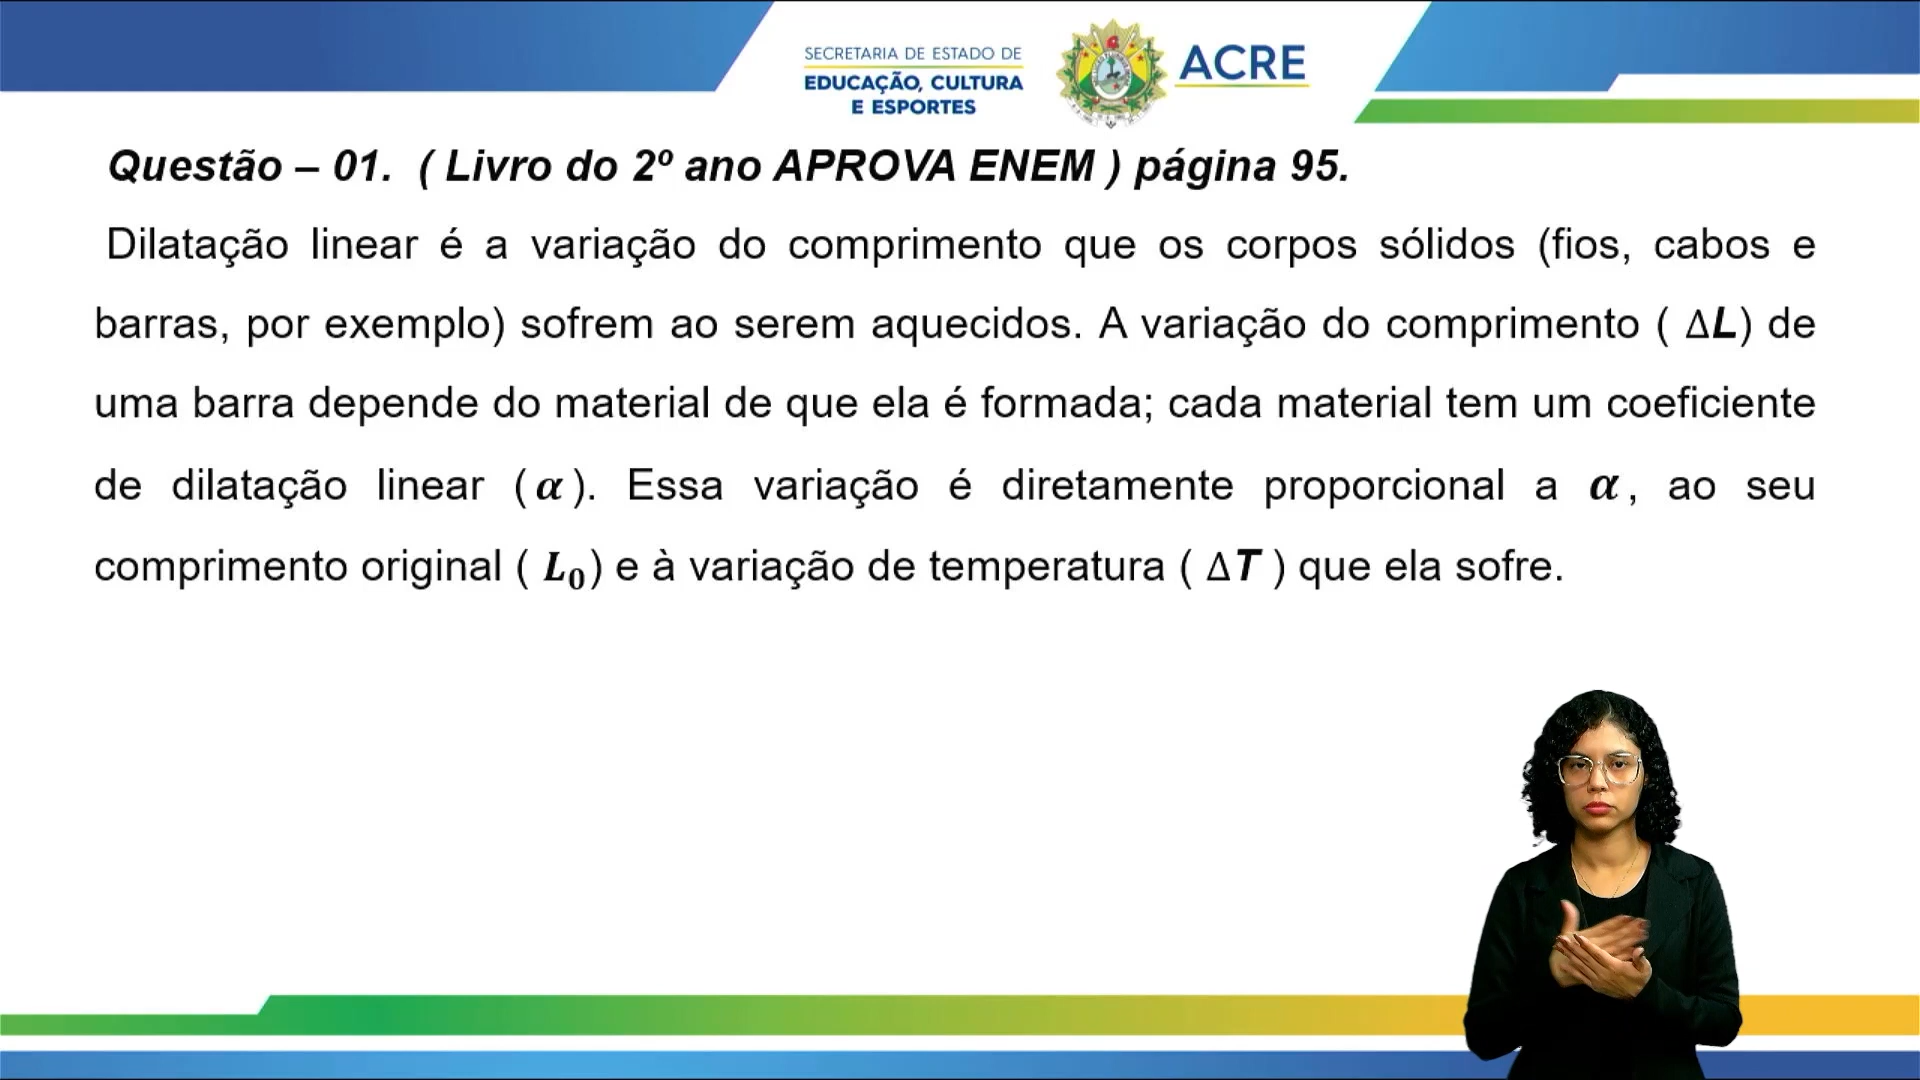 SECRETARIA DE ESTADO DE
EDUCAÇÃO, CULTURA
E ESPORTES
ACRE
Questão – 01. ( Livro do 2º ano APROVA ENEM ) página 95.
Dilatação linear é a variação do comprimento que os corpos sólidos (fios, cabos e
barras, por exemplo) sofrem ao serem aquecidos. A variação do comprimento ( ΔL) de
uma barra depende do material de que ela é formada; cada material tem um coeficiente
de dilatação linear ( α ). Essa variação é diretamente proporcional a α , ao seu
comprimento original ( L₀) e à variação de temperatura ( ΔT ) que ela sofre.